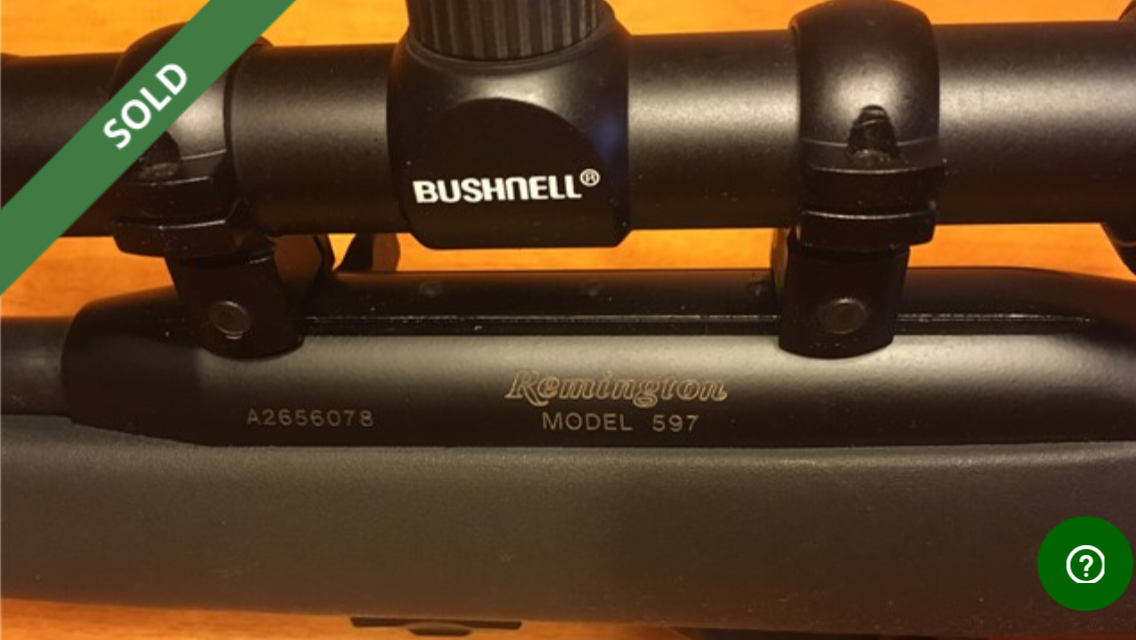 SOLD
BUSHNELL®
Remington
A2656078
MODEL 597
?